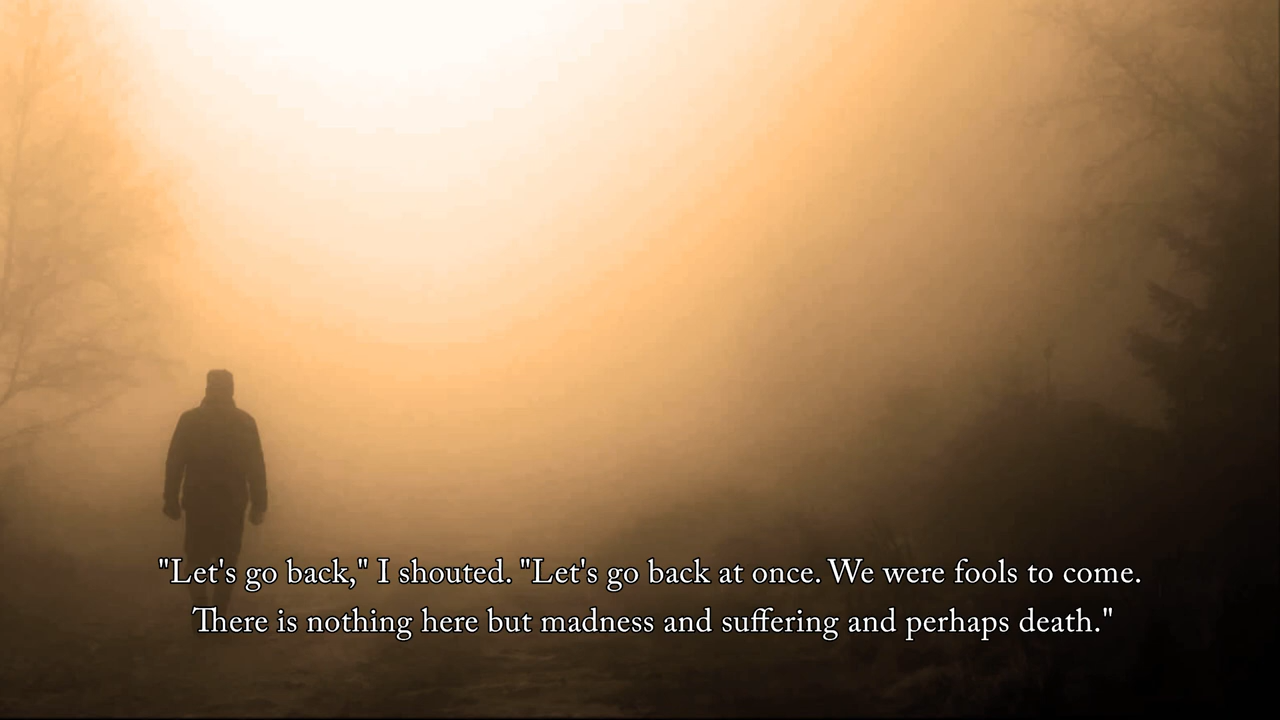 "Let's go back," I shouted. "Let's go back at once. We were fools to come.
There is nothing here but madness and suffering and perhaps death."